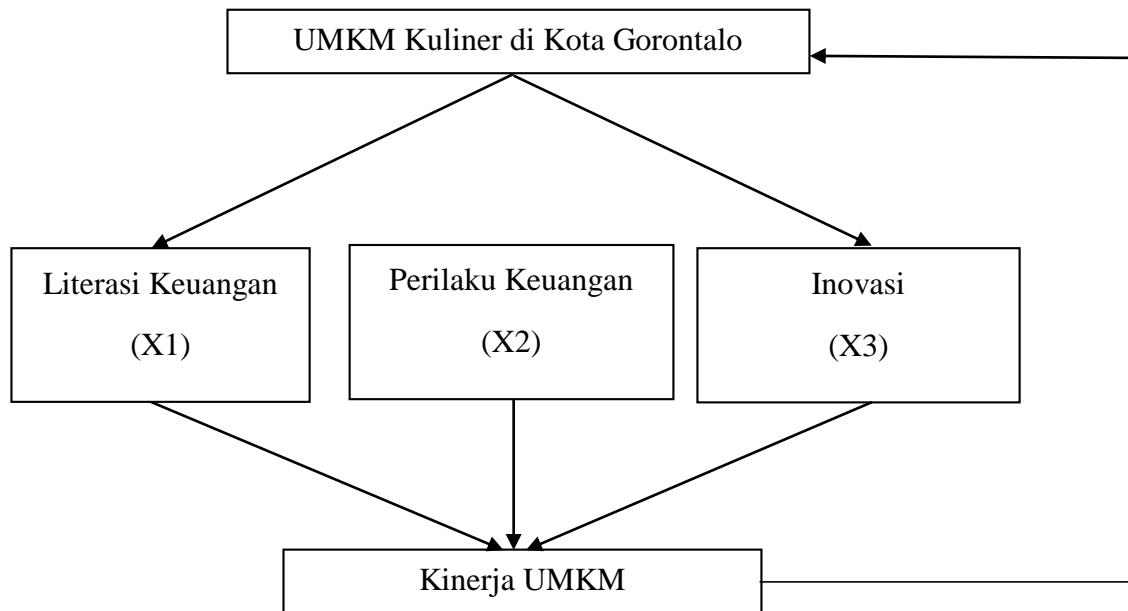 UMKM Kuliner di Kota Gorontalo
Literasi Keuangan
(X1)
Perilaku Keuangan
(X2)
Inovasi
(X3)
Kinerja UMKM